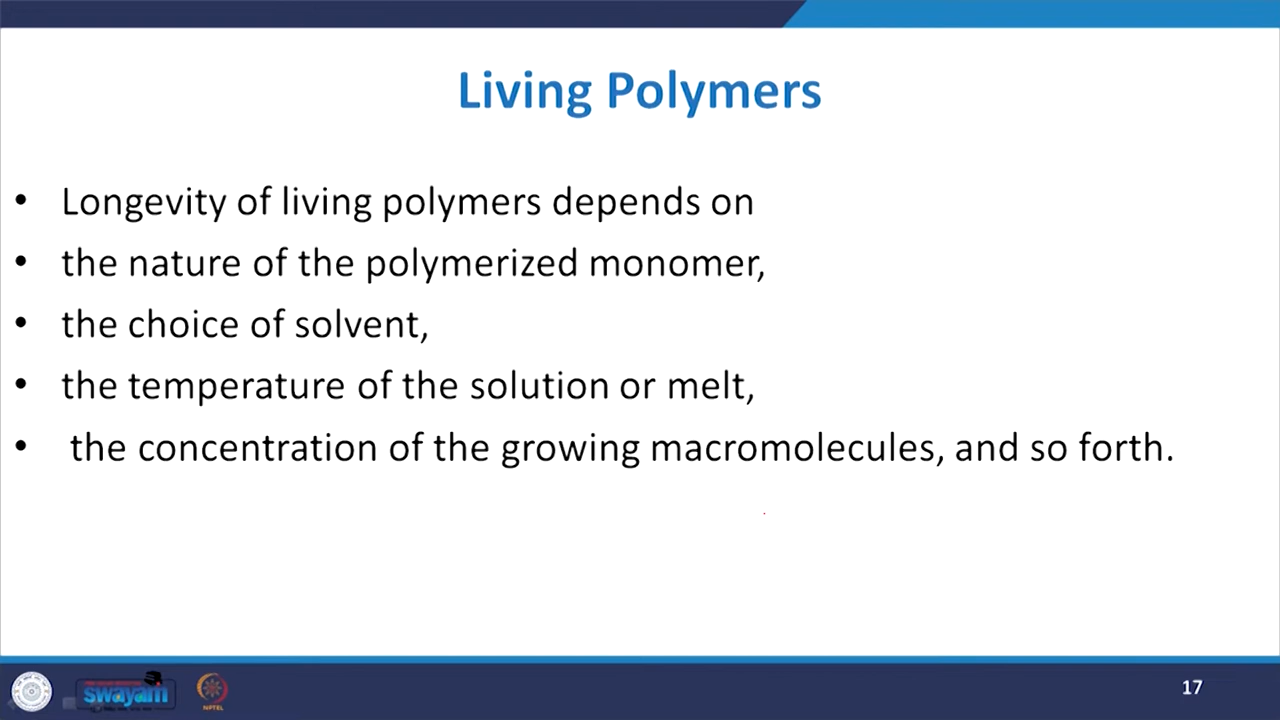 Living Polymers
• Longevity of living polymers depends on
• the nature of the polymerized monomer,
• the choice of solvent,
• the temperature of the solution or melt,
• the concentration of the growing macromolecules, and so forth.
swayam
NPTEL
17